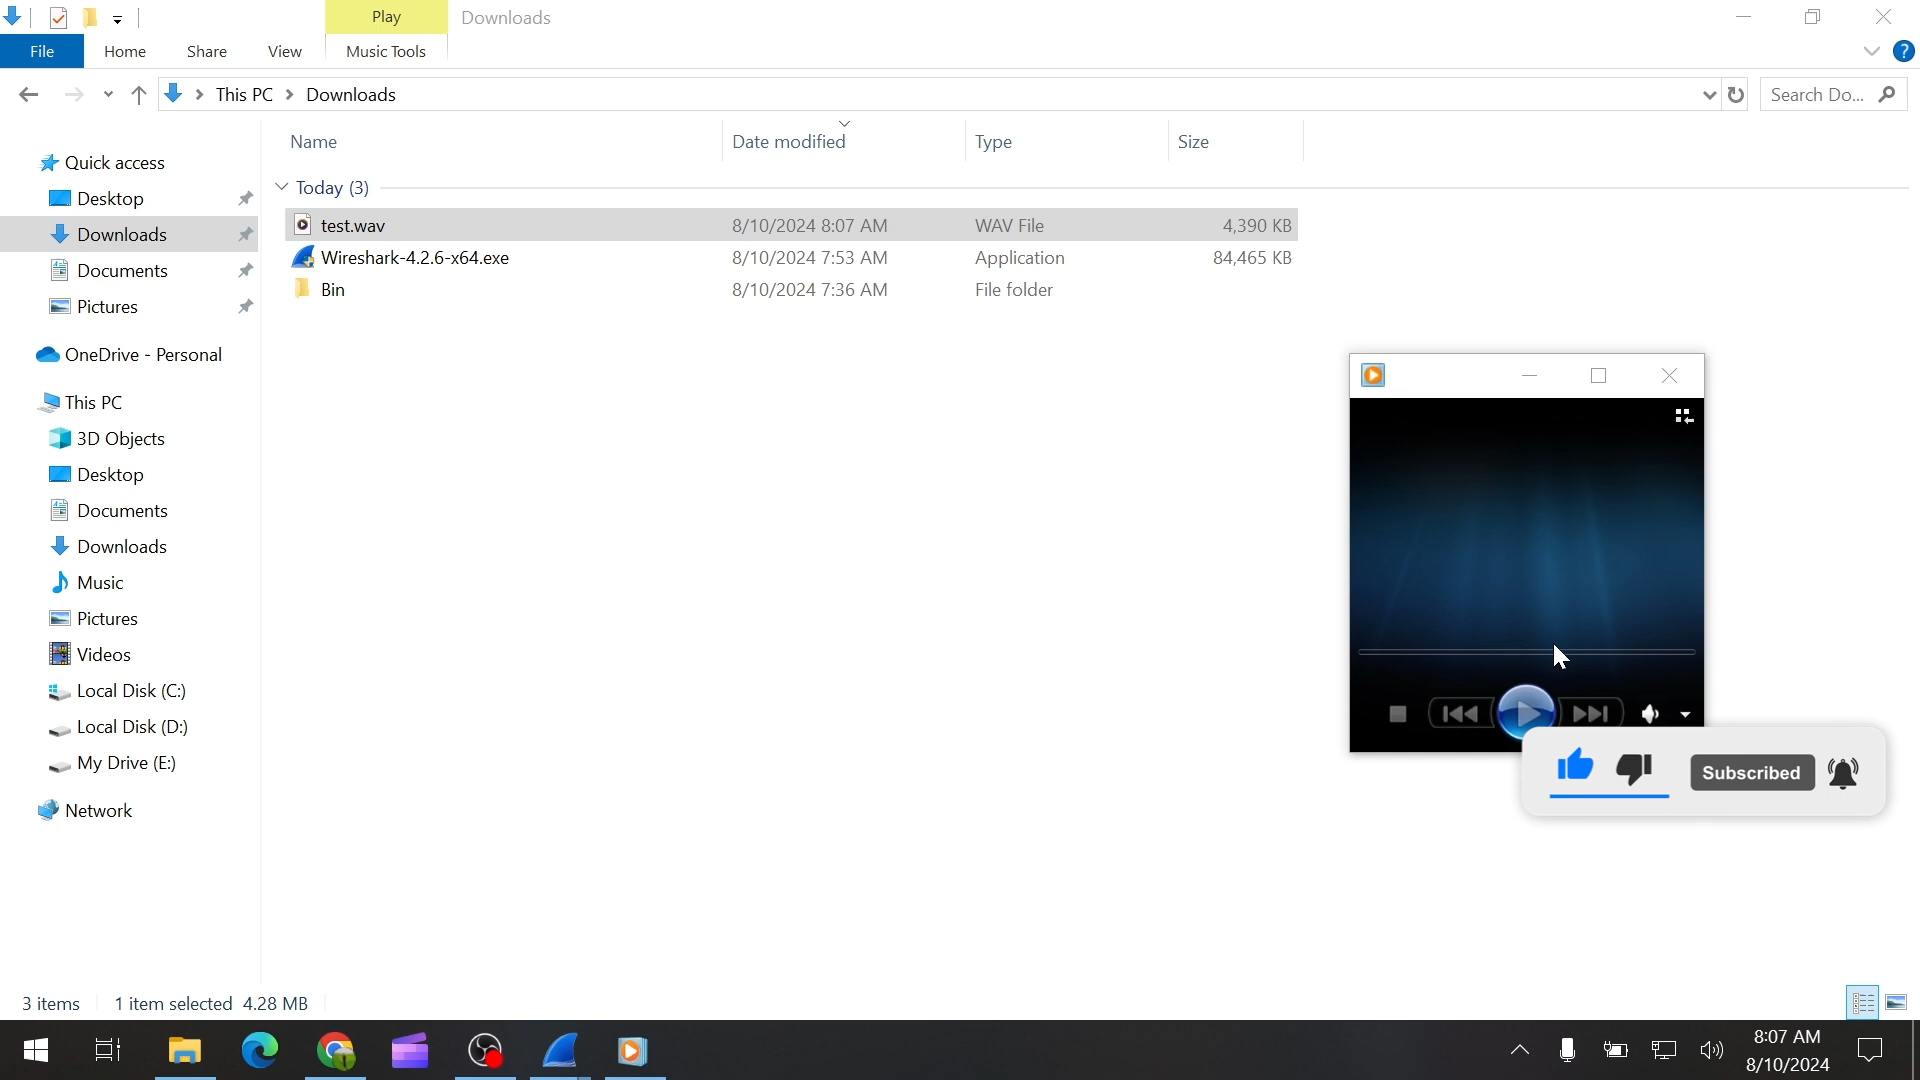 Play
Downloads
File
Home
Share
View
Music Tools
?
This PC
Downloads
Search Do...
Name
Date modified
Type
Size
Quick access
Desktop
Downloads
Documents
Pictures
OneDrive - Personal
This PC
3D Objects
Desktop
Documents
Downloads
Music
Pictures
Videos
Local Disk (C:)
Local Disk (D:)
My Drive (E:)
Network
Today (3)
test.wav 8/10/2024 8:07 AM WAV File 4,390 KB
Wireshark-4.2.6-x64.exe 8/10/2024 7:53 AM Application 84,465 KB
Bin 8/10/2024 7:36 AM File folder
Subscribed
3 items 1 item selected 4.28 MB
8:07 AM
8/10/2024